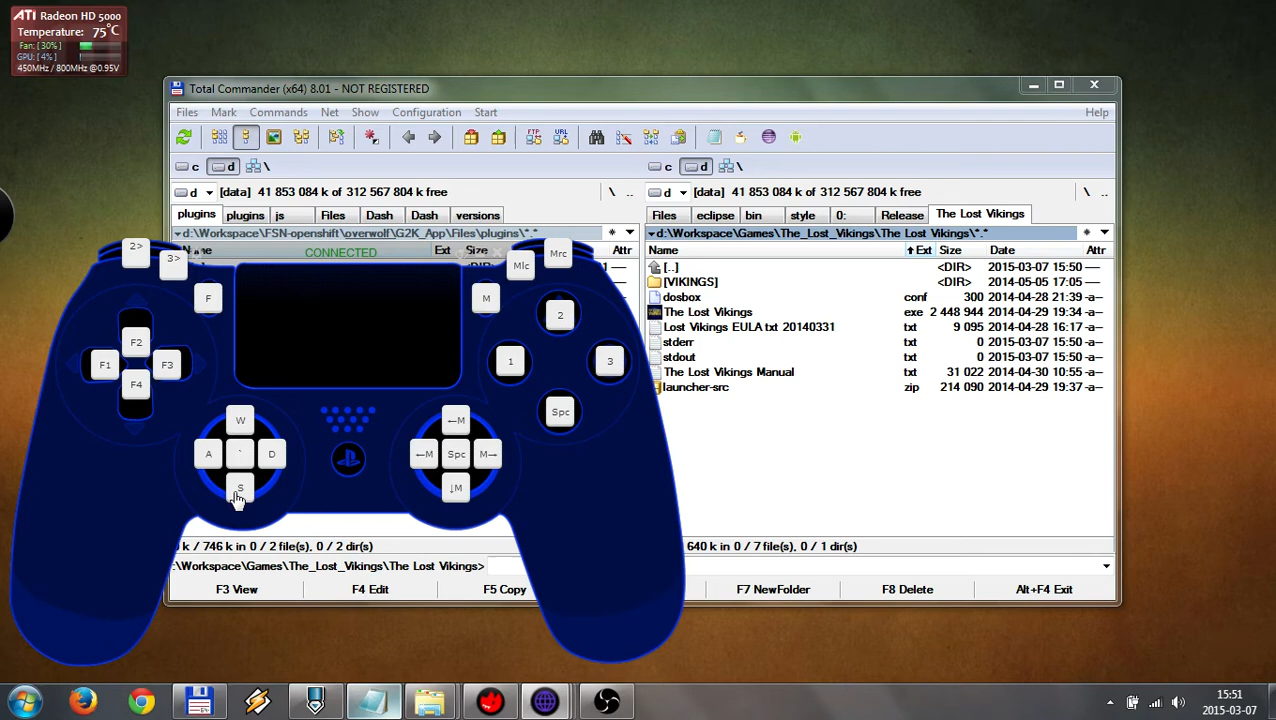 ATI Radeon HD 5000
Temperature: 75°C
Fan: [ 30%]
GPU: [ 4%]
450MHz / 800MHz @0.95V
Total Commander (x64) 8.01 - NOT REGISTERED
Files Mark Commands Net Show Configuration Start Help
FTP URL
c d \ c d \
d [data] 41 853 084 k of 312 567 804 k free \ .. d [data] 41 853 084 k of 312 567 804 k free \ ..
plugins plugins js Files Dash Dash versions Files eclipse bin style 0: Release The Lost Vikings
d:\Workspace\FSN-openshift\overwolf\G2K_App\Files\plugins\*.* * d:\Workspace\Games\The_Lost_Vikings\The Lost Vikings\*.* *
Name Ext Size Attr Name Ext Size Date Attr
CONNECTED
[..] <DIR> 2015-03-07 15:50 ----
[VIKINGS] <DIR> 2015-05-05 17:05 ----
dosbox conf 300 2014-04-28 21:39 -a--
The Lost Vikings exe 2 448 944 2014-04-29 19:34 -a--
Lost Vikings EULA txt 20140331 txt 9 095 2014-04-28 16:17 -a--
stderr txt 0 2015-03-07 15:50 -a--
stdout txt 0 2015-03-07 15:50 -a--
The Lost Vikings Manual txt 31 022 2014-04-30 10:55 -a--
launcher-src zip 214 090 2014-04-29 19:37 -a--
2> 3> Mlc Mrc
F M
F2 2
F1 F3 1 3
F4 Spc
W ←M
A ` D ←M Spc M→
S ↓M
k / 746 k in 0 / 2 file(s), 0 / 2 dir(s) 640 k in 0 / 7 file(s), 0 / 1 dir(s)
:\Workspace\Games\The_Lost_Vikings\The Lost Vikings>
F3 View F4 Edit F5 Copy F7 NewFolder F8 Delete Alt+F4 Exit
15:51
2015-03-07